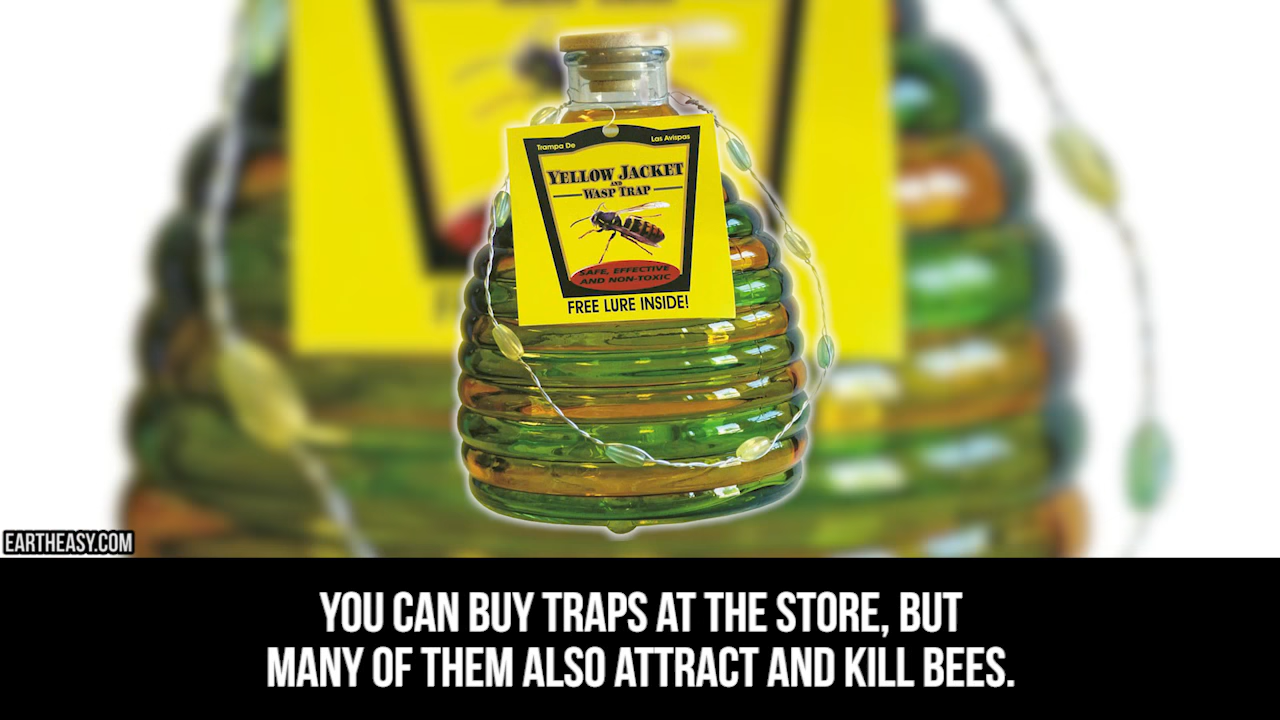 Trampa De Las Avispas
YELLOW JACKET
AND
WASP TRAP
SAFE, EFFECTIVE
AND NON-TOXIC
FREE LURE INSIDE!
EARTHEASY.COM
YOU CAN BUY TRAPS AT THE STORE, BUT
MANY OF THEM ALSO ATTRACT AND KILL BEES.